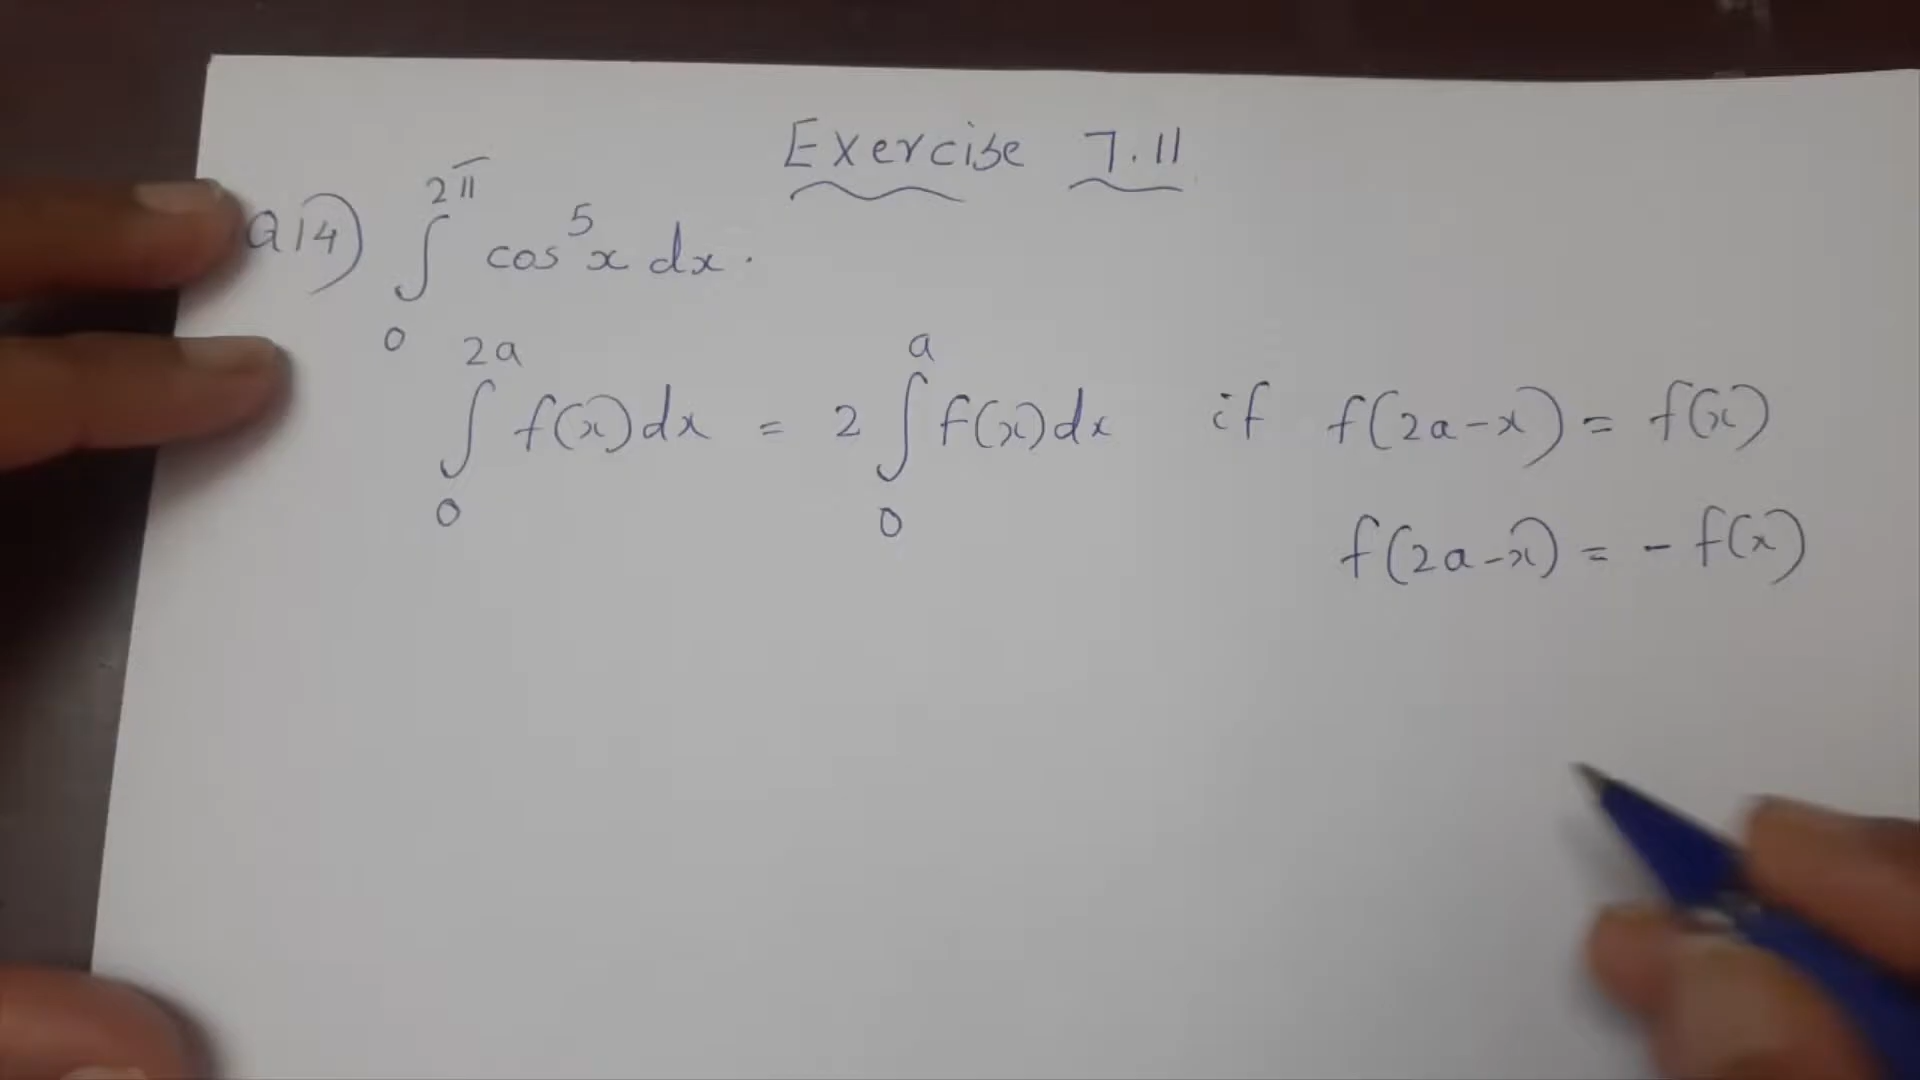 Exercise 7.11
Q14) ∫₀^{2π} cos⁵x dx.
∫₀^{2a} f(x)dx = 2 ∫₀^{a} f(x)dx if f(2a-x) = f(x)
f(2a-x) = - f(x)